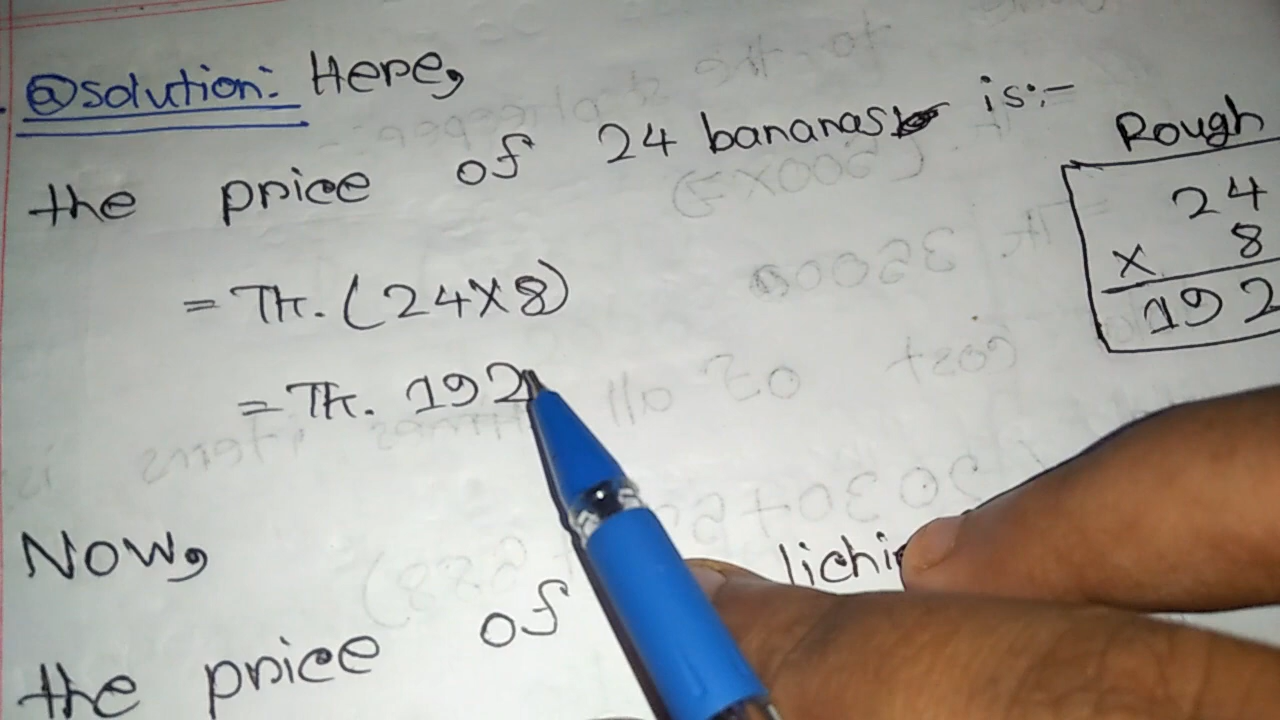 @solution: Here,
the price of 24 bananas is:-
= Tk. (24×8)
= Tk. 192
Now,
the price of lichi
Rough
24
× 8
192